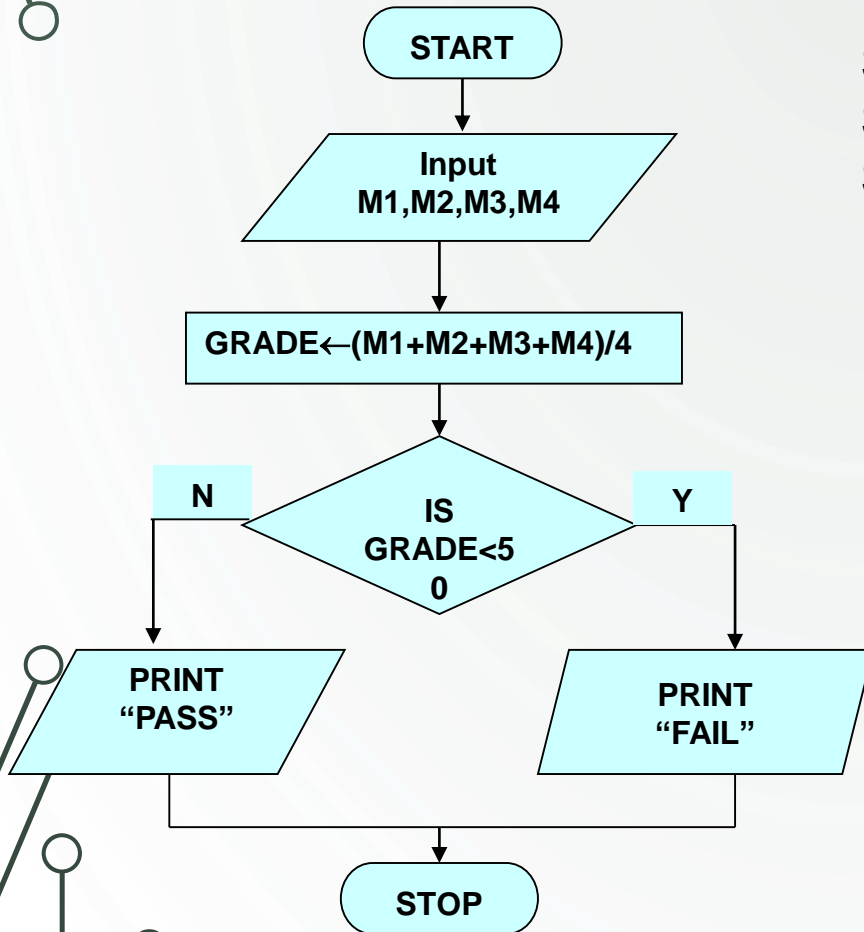 START
Input
M1,M2,M3,M4
GRADE←(M1+M2+M3+M4)/4
N
IS
GRADE<5
0
Y
PRINT
“PASS”
PRINT
“FAIL”
STOP